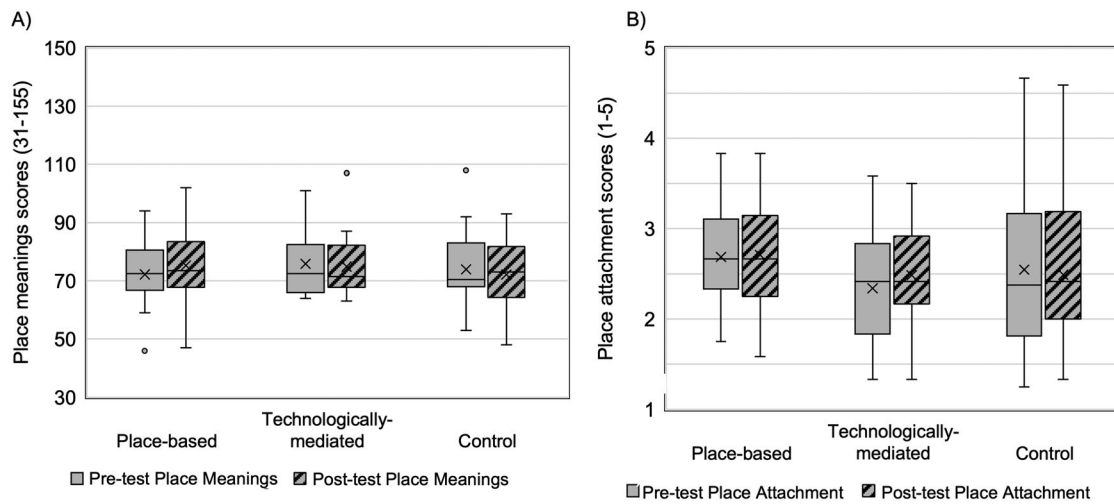 A)
Place meanings scores (31-155)
150
130
110
90
70
50
30
Place-based
Technologically-
mediated
Control
Pre-test Place Meanings
Post-test Place Meanings
B)
Place attachment scores (1-5)
5
4
3
2
1
Place-based
Technologically-
mediated
Control
Pre-test Place Attachment
Post-test Place Attachment